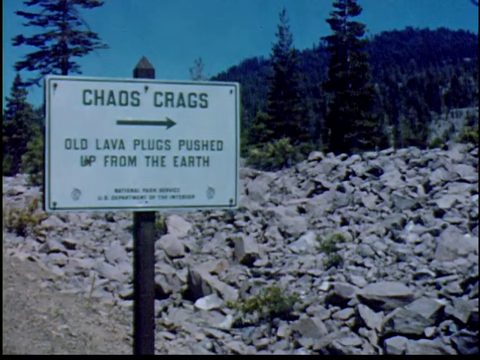 CHAOS CRAGS
OLD LAVA PLUGS PUSHED
UP FROM THE EARTH
NATIONAL PARK SERVICE
U.S. DEPARTMENT OF THE INTERIOR